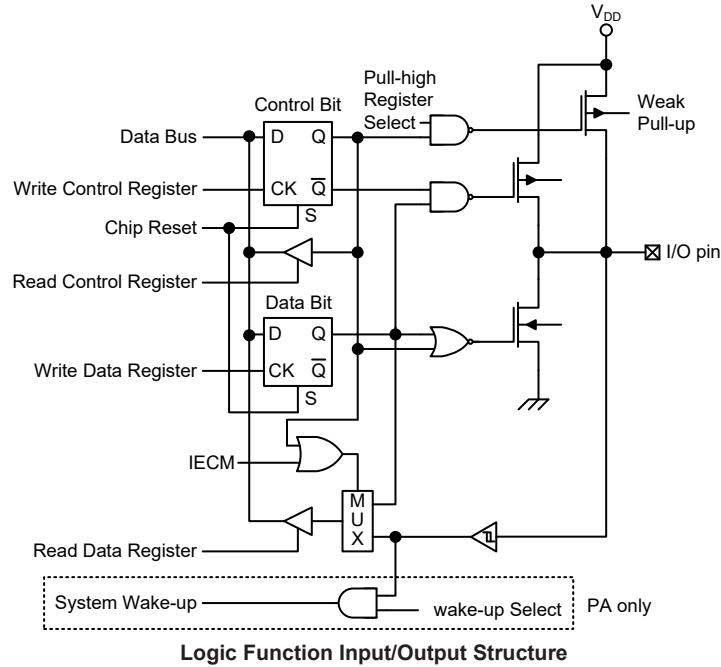 V_DD
Pull-high
Register
Select
Control Bit
Weak
Pull-up
Data Bus
D
Q
Write Control Register
CK
Q̅
S
Chip Reset
I/O pin
Read Control Register
Data Bit
D
Q
Write Data Register
CK
Q̅
S
IECM
M
U
X
Read Data Register
System Wake-up
wake-up Select
PA only
Logic Function Input/Output Structure